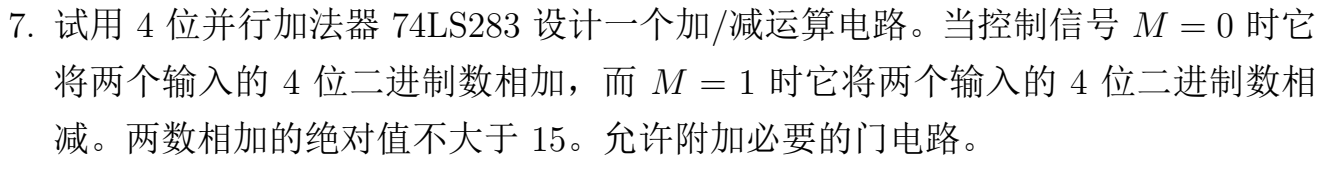 7. 试用 4 位并行加法器 74LS283 设计一个加/减运算电路。当控制信号 M = 0 时它
将两个输入的 4 位二进制数相加，而 M = 1 时它将两个输入的 4 位二进制数相
减。两数相加的绝对值不大于 15。允许附加必要的门电路。